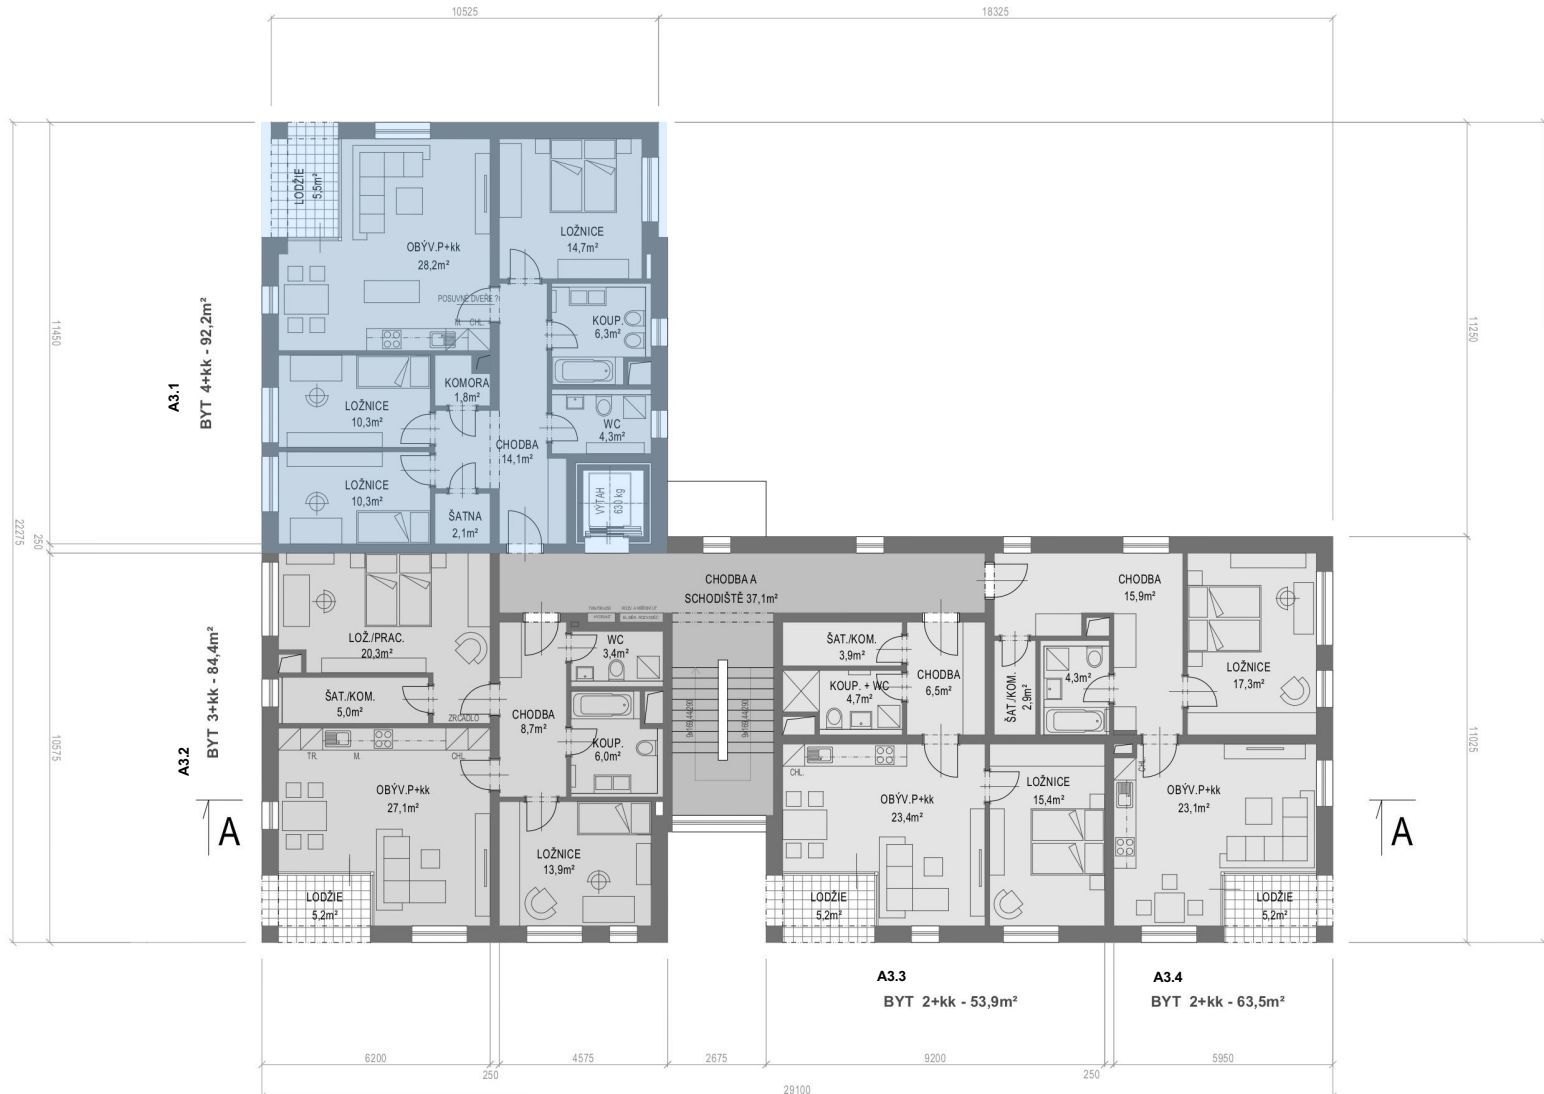 10525
18325
LODŽIE
5,5m²
OBÝV.P+kk
28,2m²
LOŽNICE
14,7m²
POSUVNÉ DVEŘE ?
M.
CHL.
KOUP.
6,3m²
KOMORA
1,8m²
LOŽNICE
10,3m²
WC
4,3m²
CHODBA
14,1m²
LOŽNICE
10,3m²
ŠATNA
2,1m²
VÝTAH
630 kg
A3.1
BYT 4+kk - 92,2m²
11450
22275
250
10575
11250
11025
CHODBA A
SCHODIŠTĚ 37,1m²
HYDRANT
LOŽ./PRAC.
20,3m²
ŠAT./KOM.
5,0m²
ZRCADLO
WC
3,4m²
CHODBA
8,7m²
KOUP.
6,0m²
TR.
M.
CHL.
OBÝV.P+kk
27,1m²
LOŽNICE
13,9m²
LODŽIE
5,2m²
A3.2
BYT 3+kk - 84,4m²
A
ŠAT./KOM.
3,9m²
KOUP. + WC
4,7m²
CHODBA
6,5m²
CHL.
OBÝV.P+kk
23,4m²
LOŽNICE
15,4m²
LODŽIE
5,2m²
CHODBA
15,9m²
ŠAT./KOM.
2,9m²
4,3m²
LOŽNICE
17,3m²
CHL.
OBÝV.P+kk
23,1m²
LODŽIE
5,2m²
A
A3.3
BYT 2+kk - 53,9m²
A3.4
BYT 2+kk - 63,5m²
6200
250
4575
2675
9200
250
5950
29100